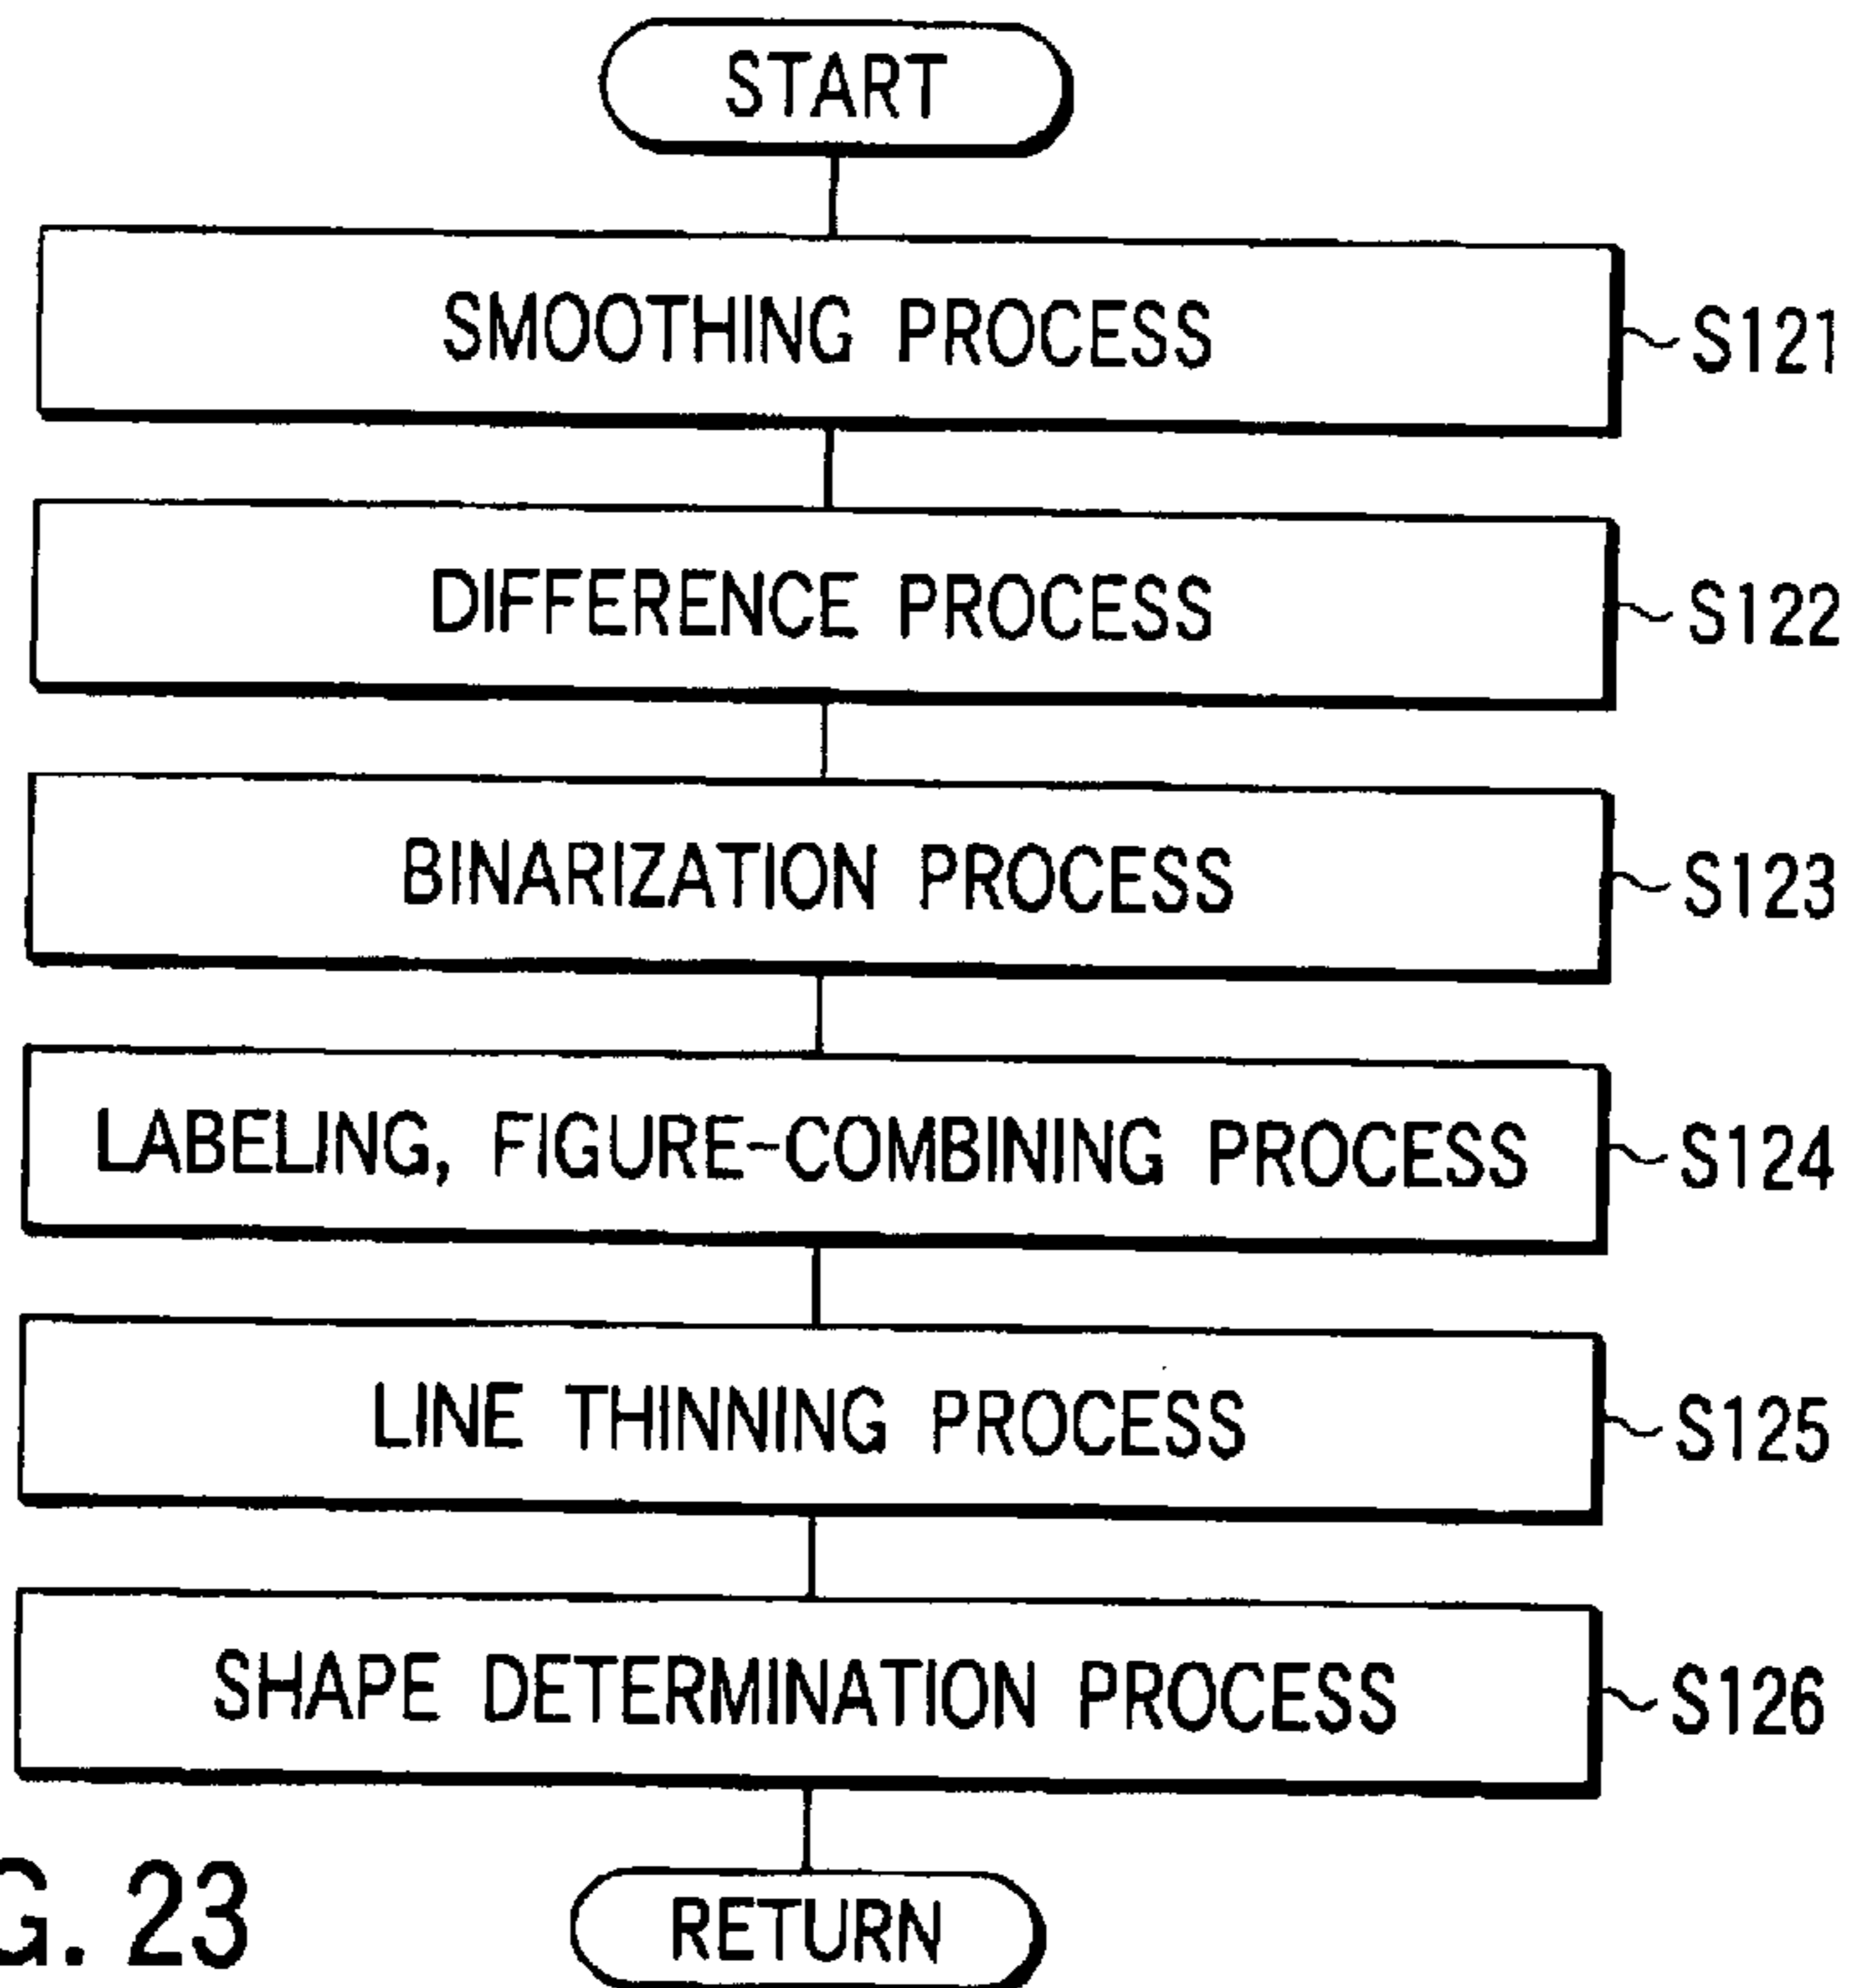 START
SMOOTHING PROCESS S121
DIFFERENCE PROCESS S122
BINARIZATION PROCESS S123
LABELING, FIGURE-COMBINING PROCESS S124
LINE THINNING PROCESS S125
SHAPE DETERMINATION PROCESS S126
RETURN
G. 23